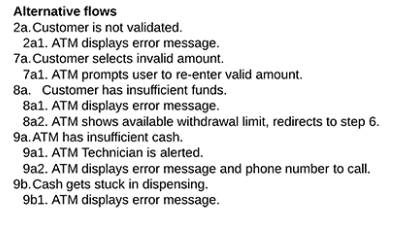 Alternative flows
2a. Customer is not validated.
2a1. ATM displays error message.
7a. Customer selects invalid amount.
7a1. ATM prompts user to re-enter valid amount.
8a. Customer has insufficient funds.
8a1. ATM displays error message.
8a2. ATM shows available withdrawal limit, redirects to step 6.
9a. ATM has insufficient cash.
9a1. ATM Technician is alerted.
9a2. ATM displays error message and phone number to call.
9b. Cash gets stuck in dispensing.
9b1. ATM displays error message.